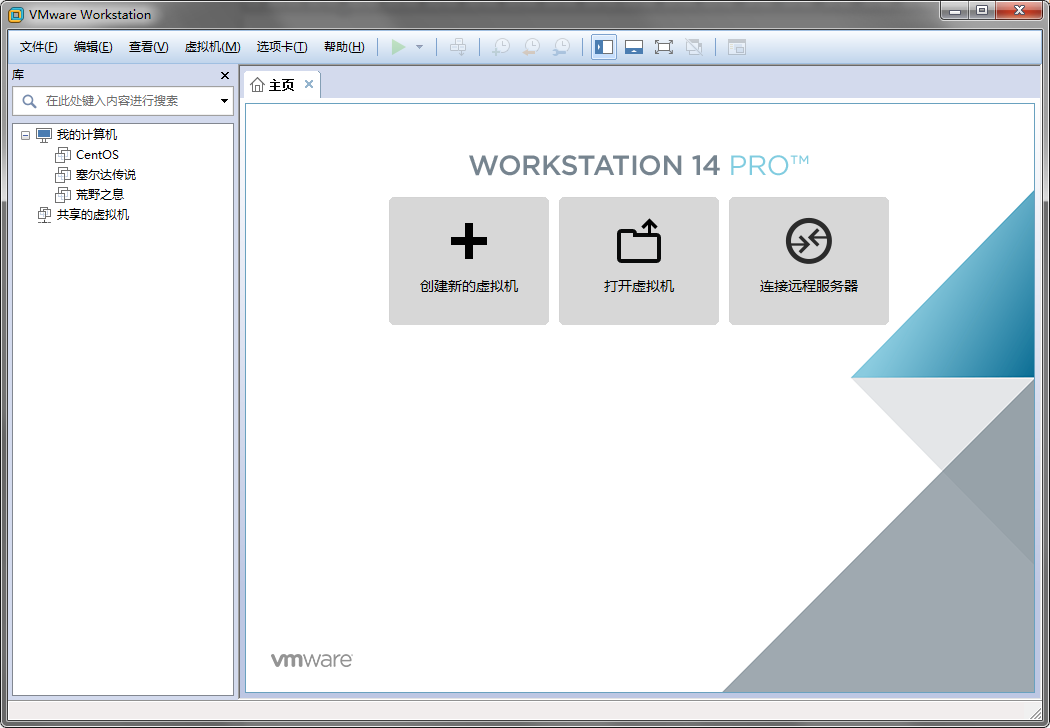 VMware Workstation
文件(F) 编辑(E) 查看(V) 虚拟机(M) 选项卡(T) 帮助(H)
库
在此处键入内容进行搜索
我的计算机
CentOS
塞尔达传说
荒野之息
共享的虚拟机
主页
WORKSTATION 14 PRO™
创建新的虚拟机
打开虚拟机
连接远程服务器
vmware